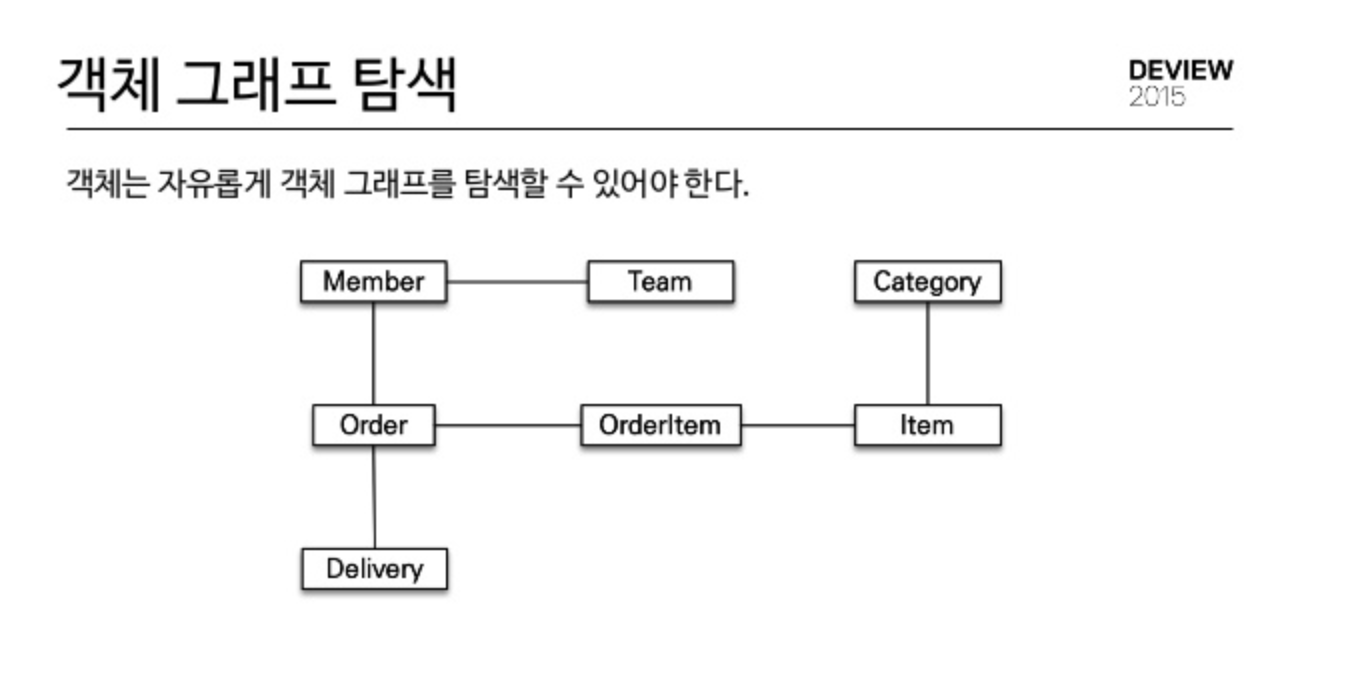 객체 그래프 탐색
DEVIEW
2015
객체는 자유롭게 객체 그래프를 탐색할 수 있어야 한다.
Member
Team
Category
Order
OrderItem
Item
Delivery